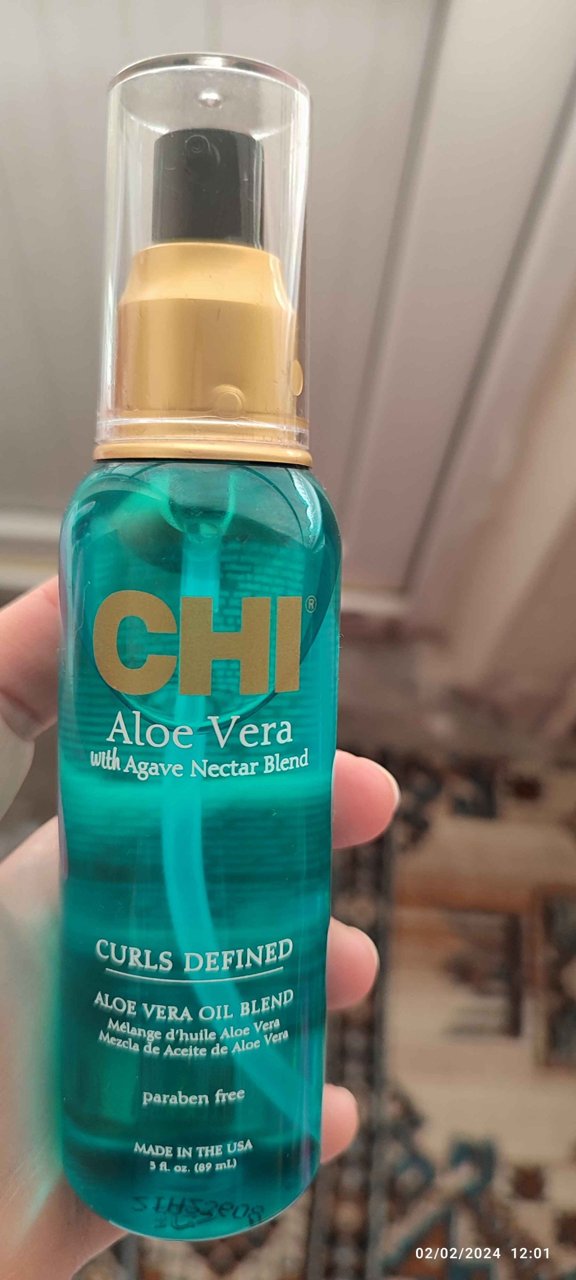 CHI®
Aloe Vera
with Agave Nectar Blend
CURLS DEFINED
ALOE VERA OIL BLEND
Mélange d'huile Aloe Vera
Mezcla de Aceite de Aloe Vera
paraben free
MADE IN THE USA
3 fl. oz. (89 mL)
02/02/2024 12:01